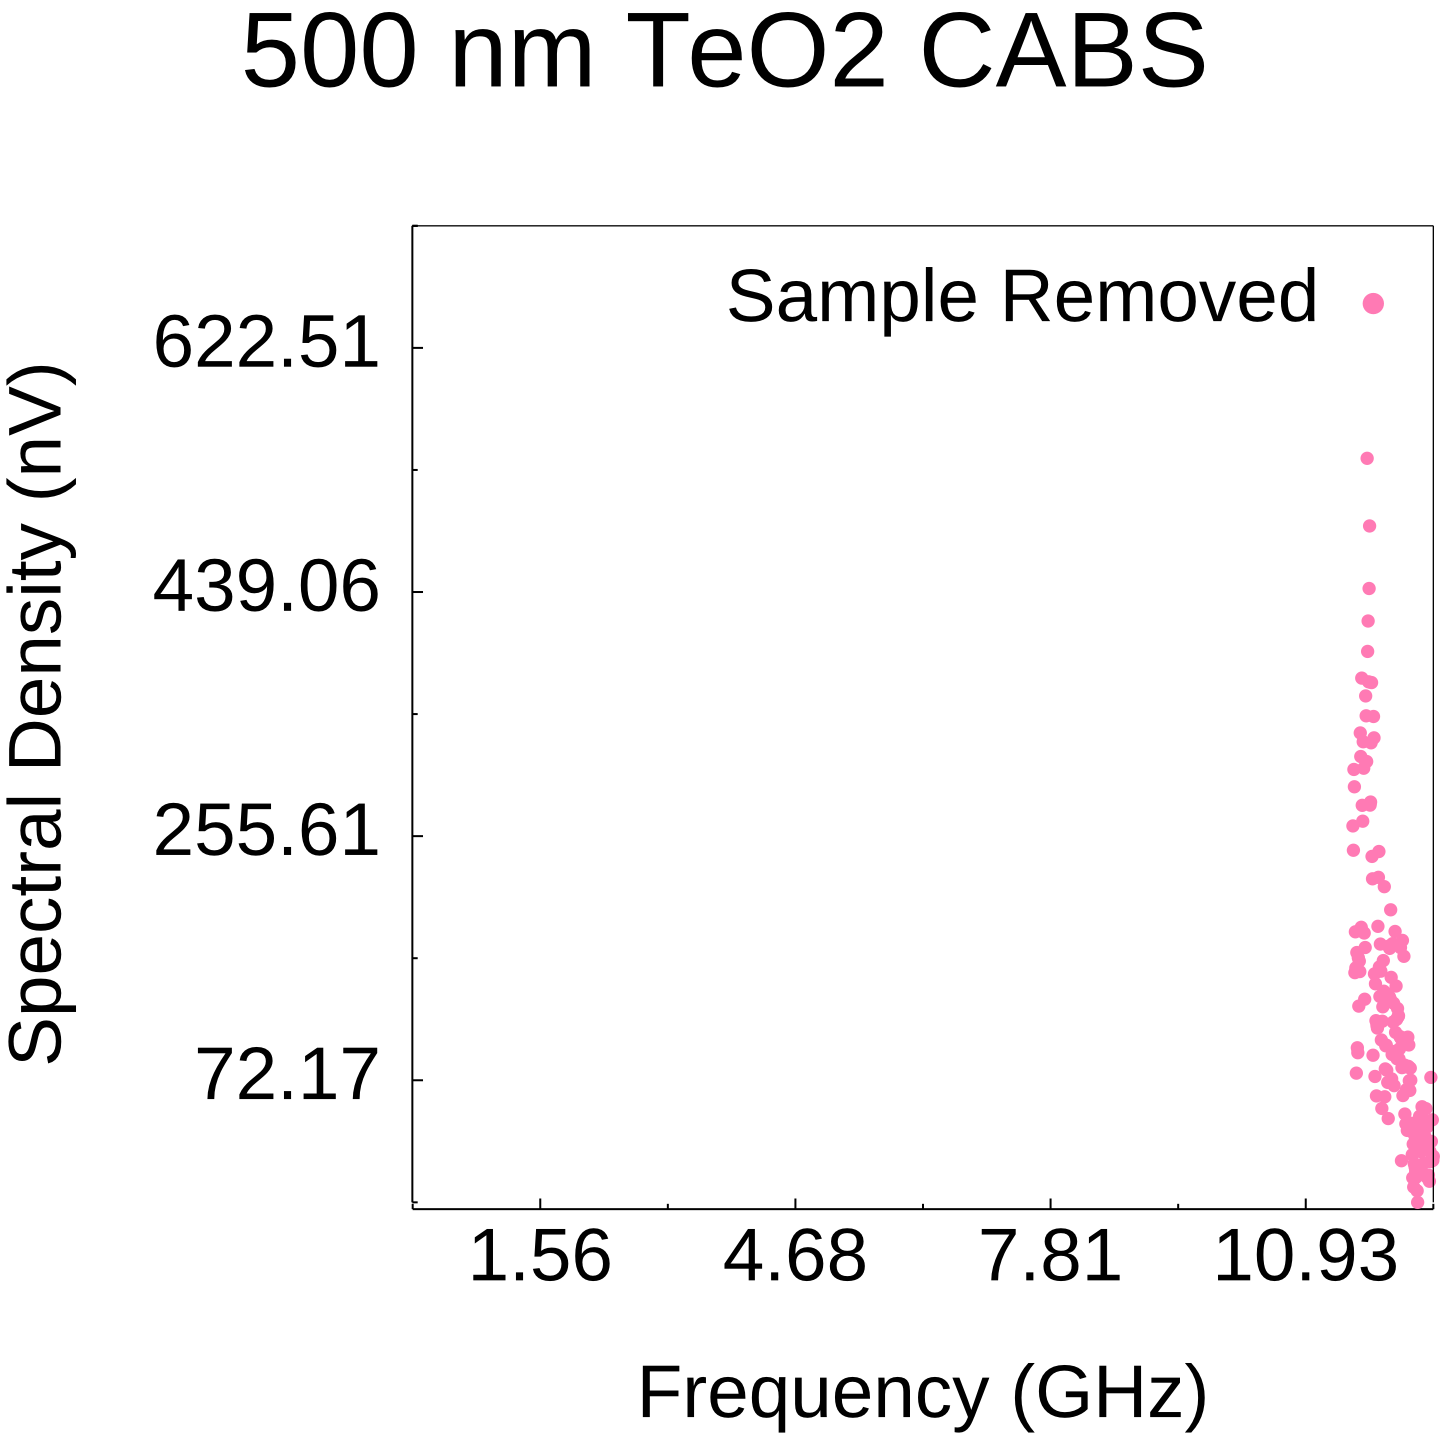 500 nm TeO2 CABS
Sample Removed
Spectral Density (nV)
622.51
439.06
255.61
72.17
1.56 4.68 7.81 10.93
Frequency (GHz)